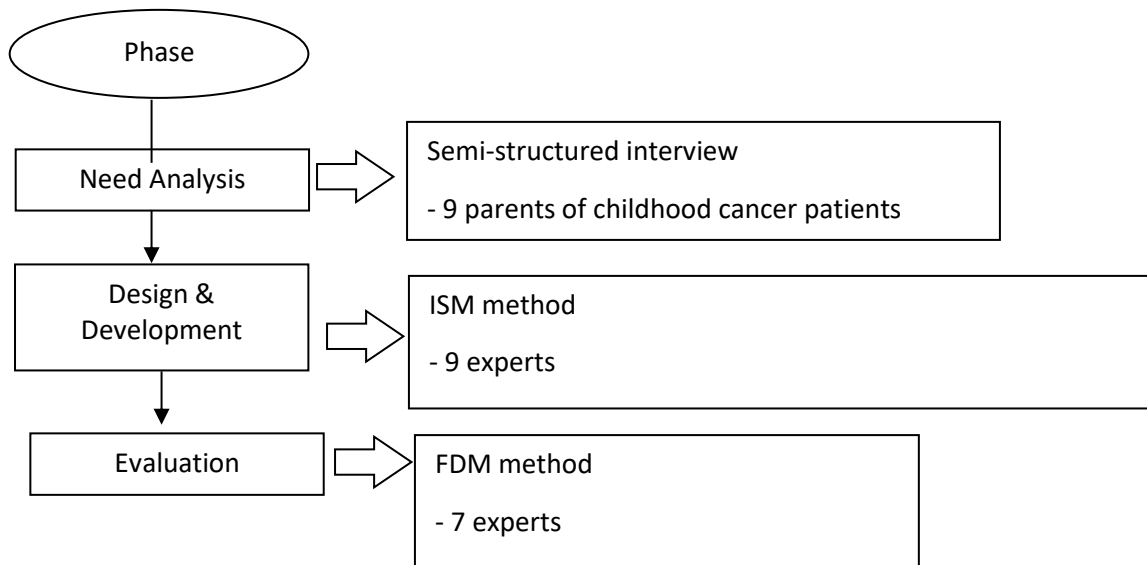 Phase
Need Analysis
Semi-structured interview
- 9 parents of childhood cancer patients
Design &
Development
ISM method
- 9 experts
Evaluation
FDM method
- 7 experts